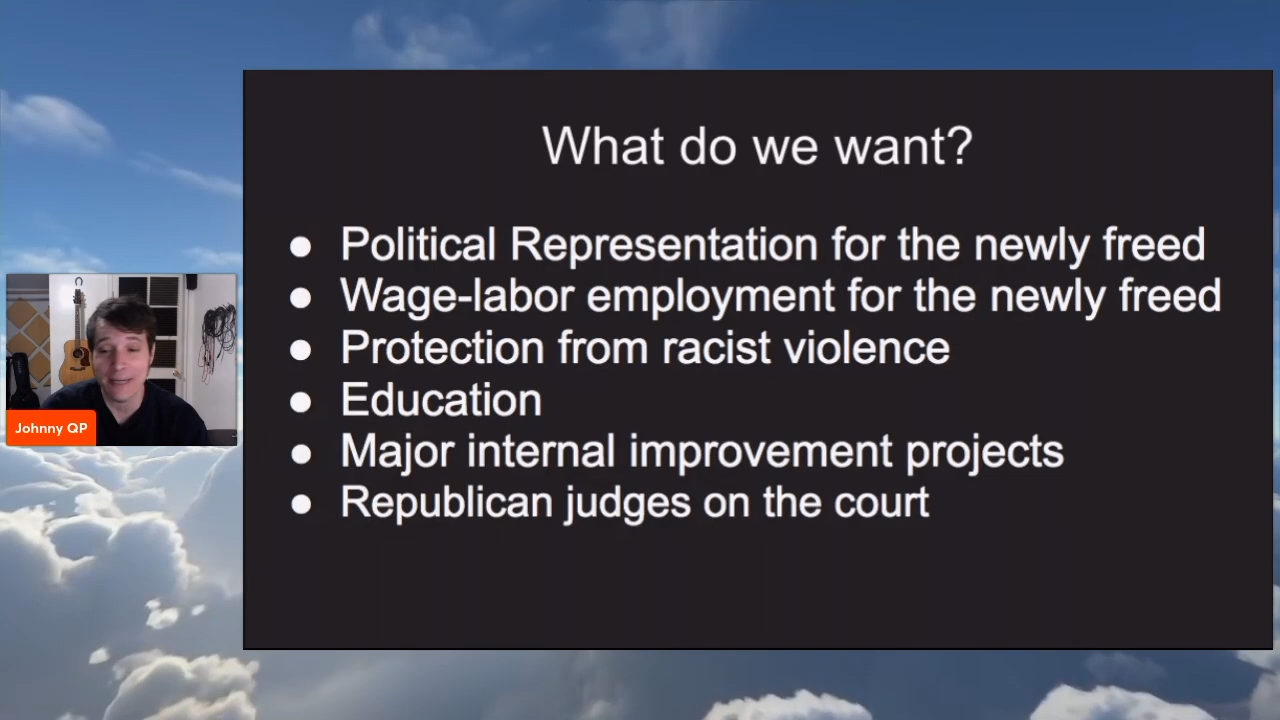 What do we want?
● Political Representation for the newly freed
● Wage-labor employment for the newly freed
● Protection from racist violence
● Education
● Major internal improvement projects
● Republican judges on the court
Johnny QP